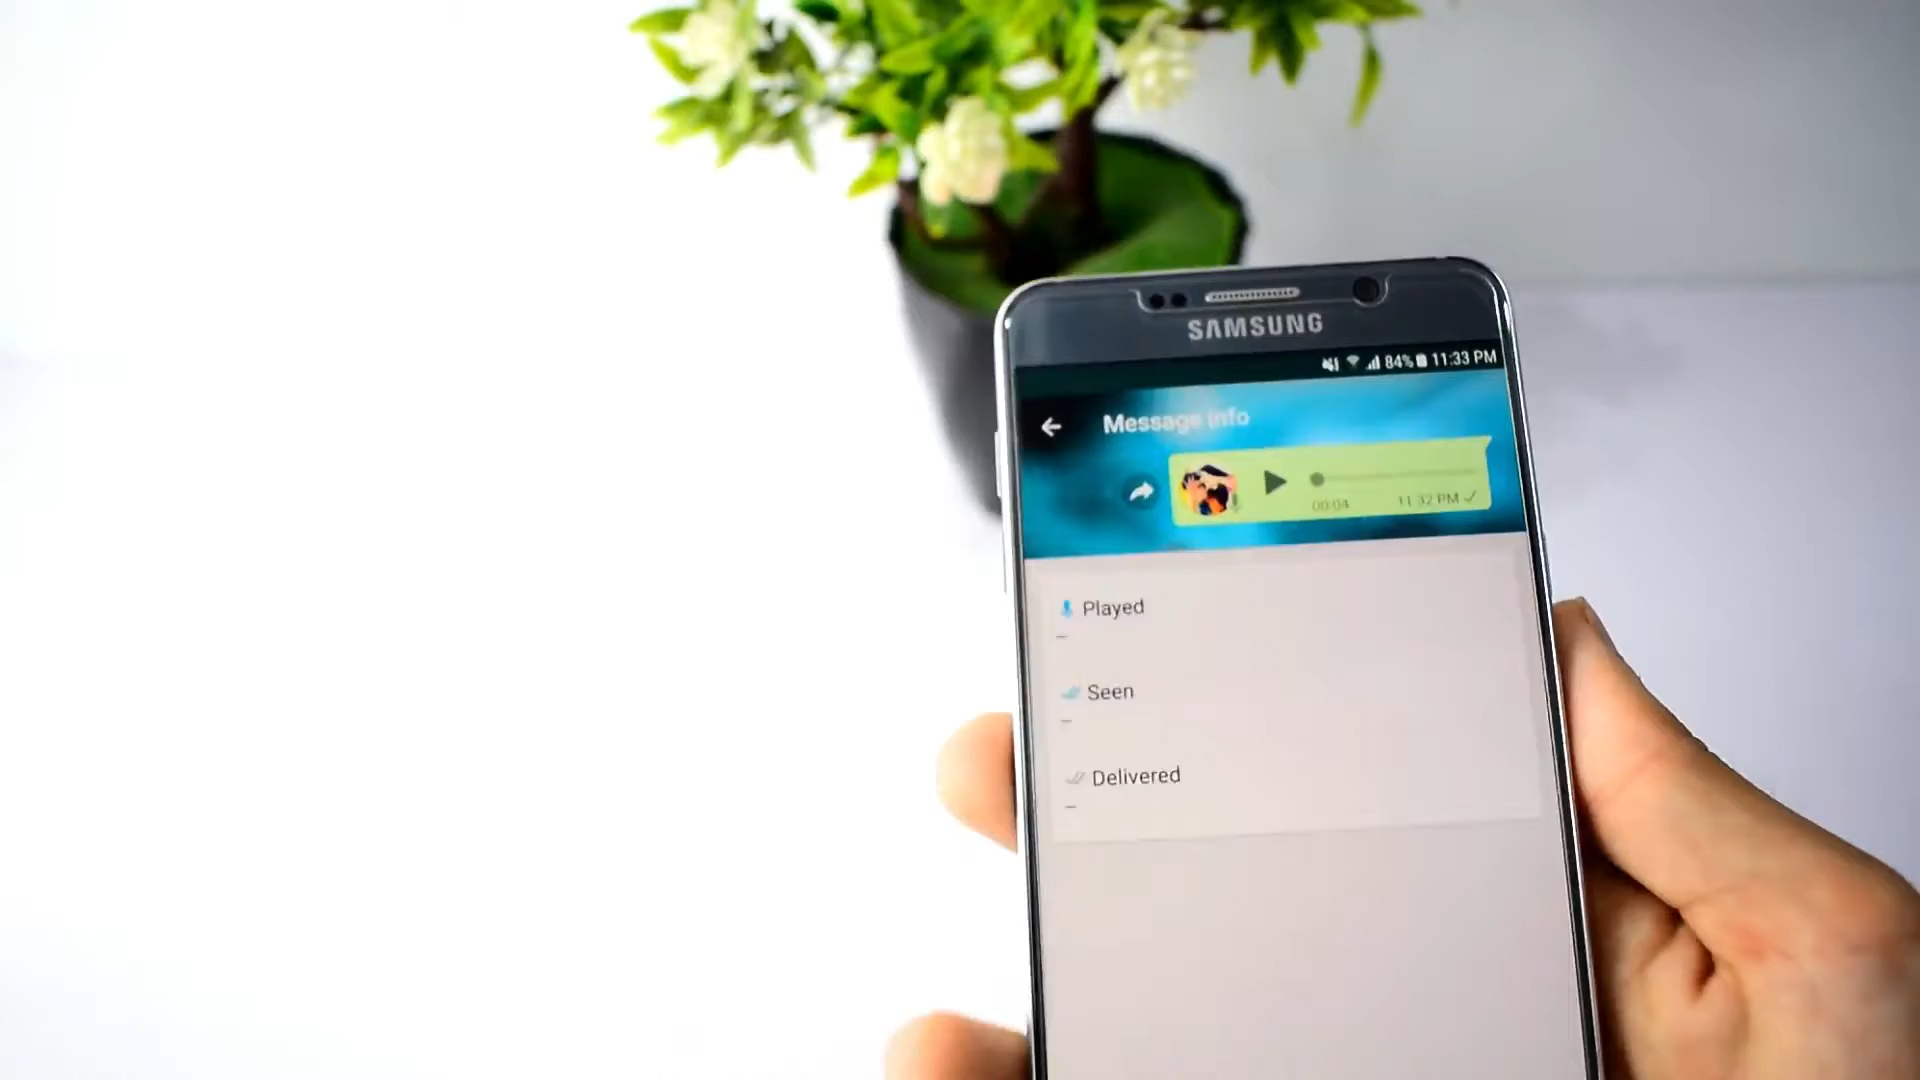 SAMSUNG
84% 11:33 PM
Message info
00:04 11:32 PM
Played
–
Seen
–
Delivered
–